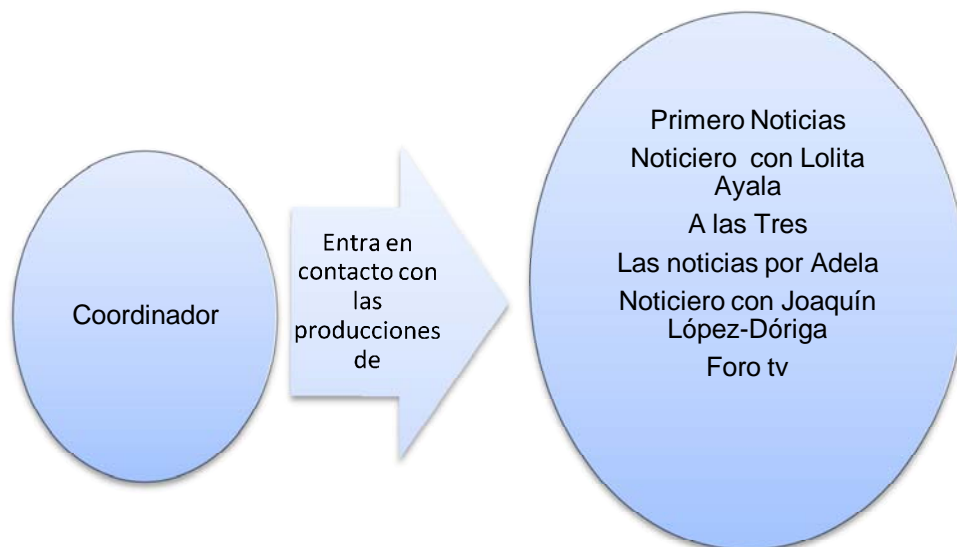 Coordinador
Entra en
contacto con
las
producciones
de
Primero Noticias
Noticiero con Lolita
Ayala
A las Tres
Las noticias por Adela
Noticiero con Joaquín
López-Dóriga
Foro tv